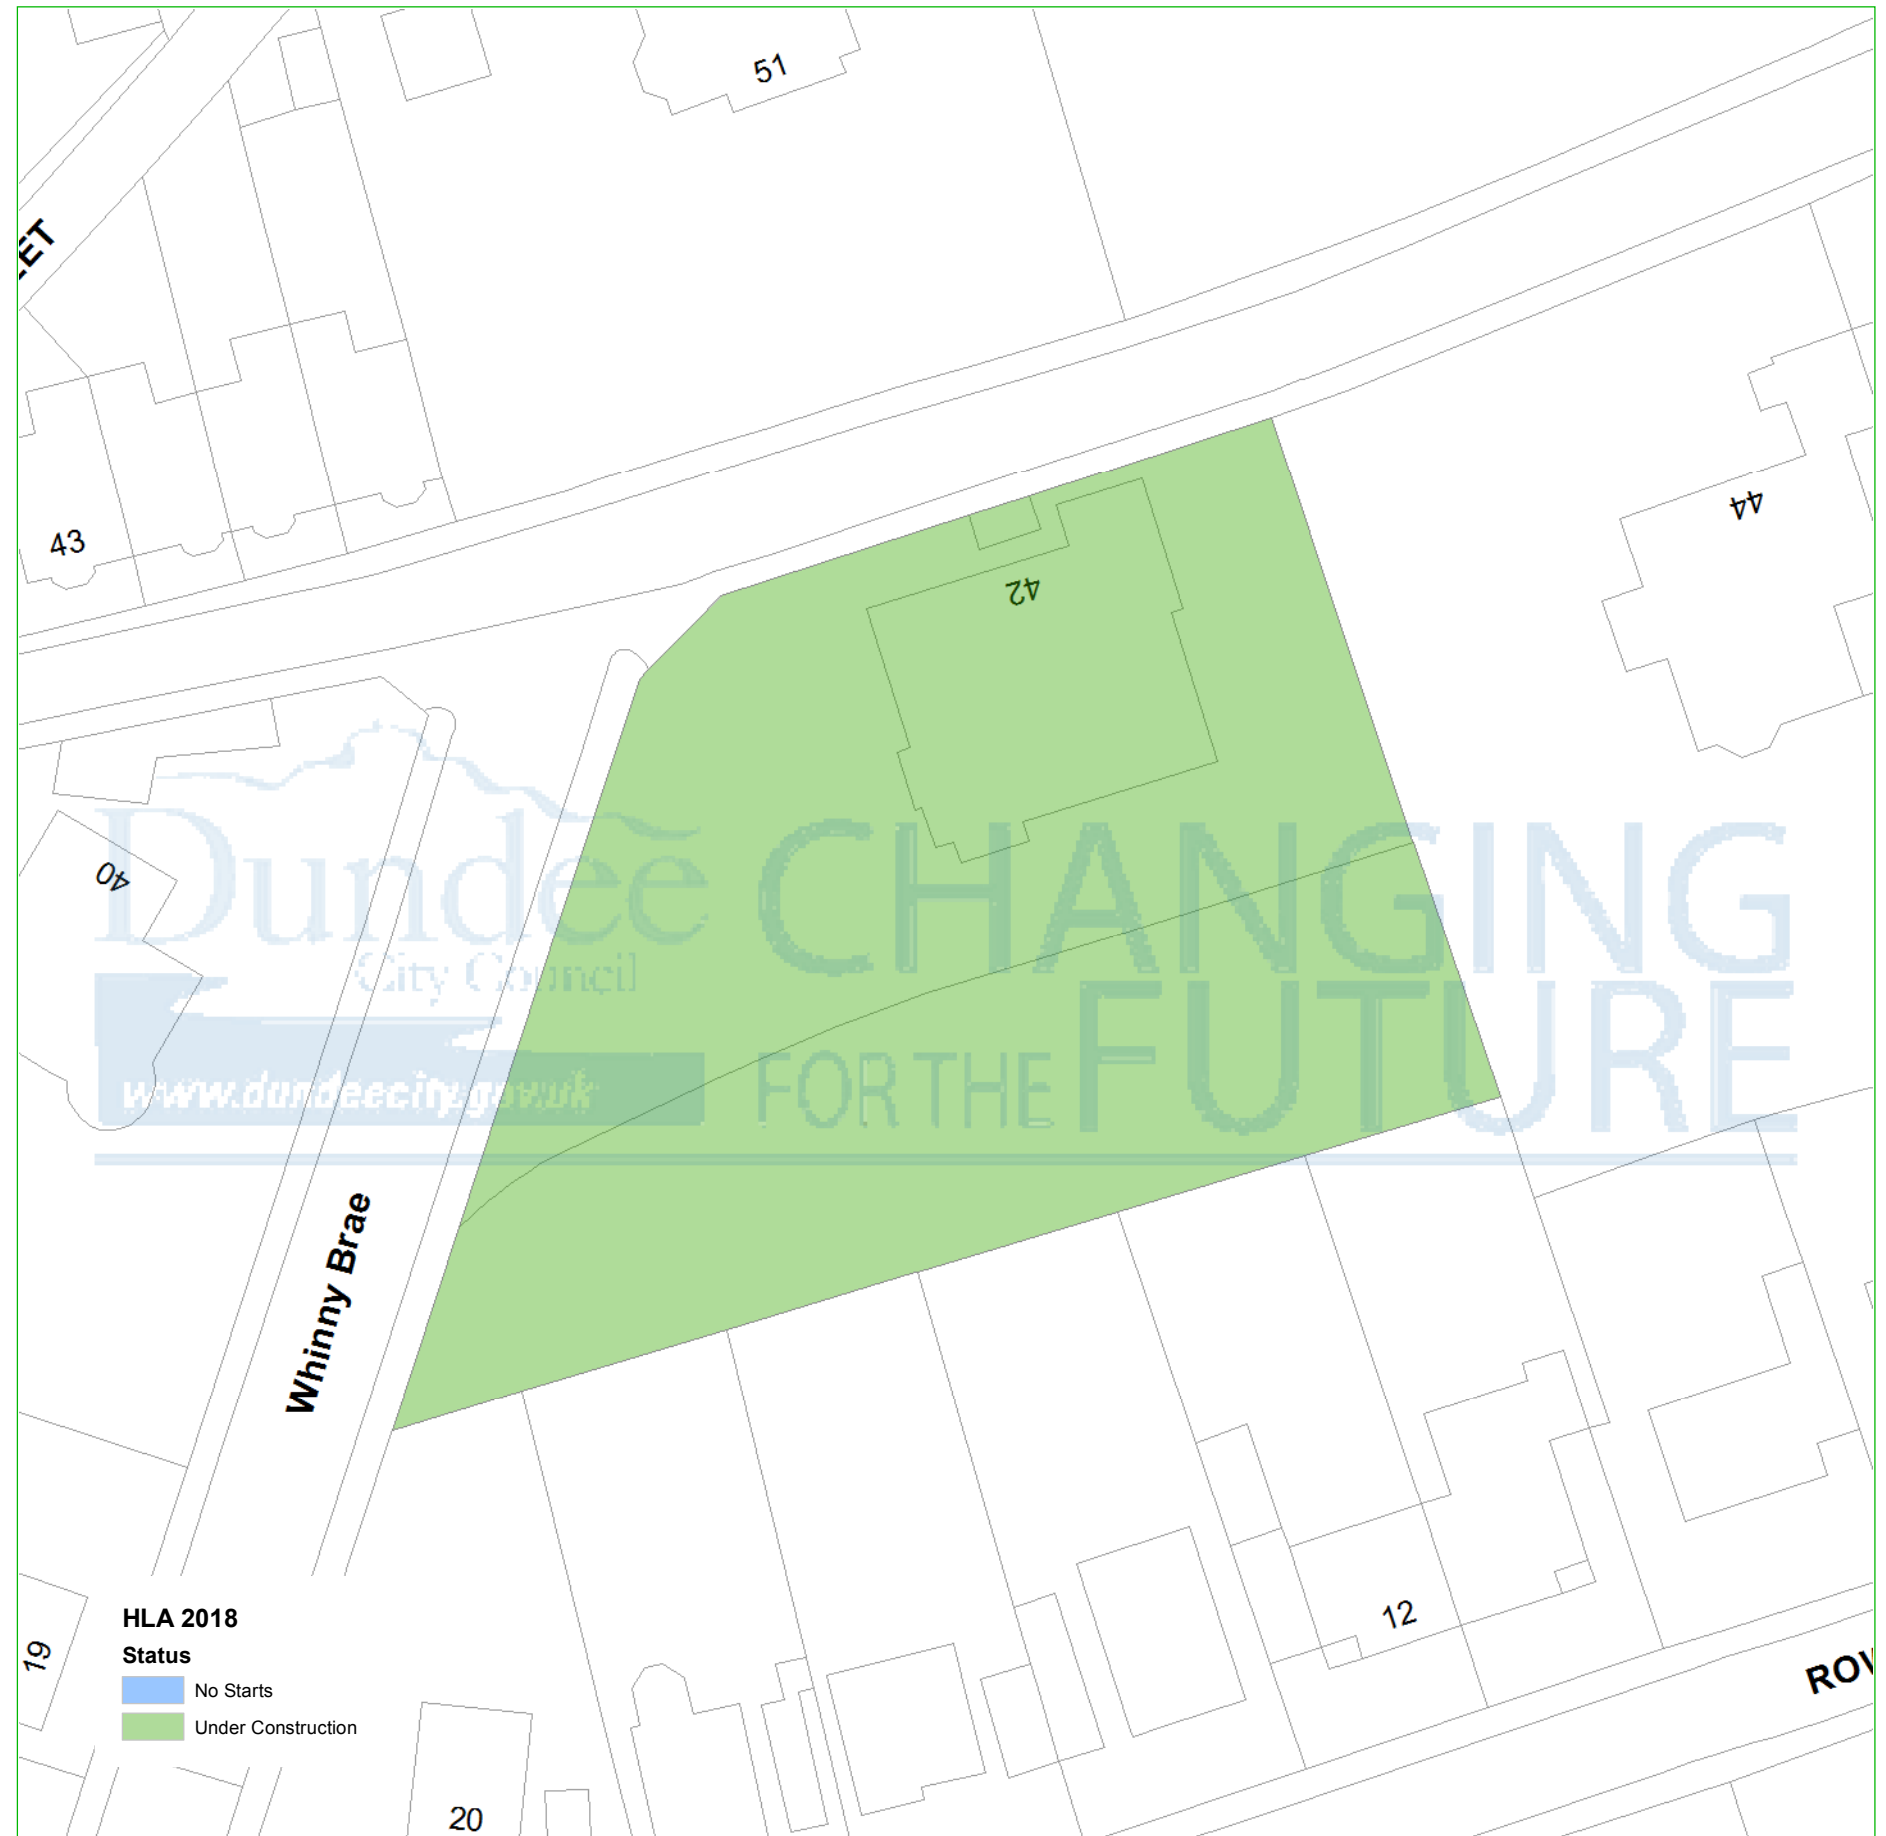 51
ET
43
42
44
40
Dundee
City Council
www.dundeecity.gov.uk
CHANGING
FOR THE FUTURE
Whinny Brae
HLA 2018
Status
No Starts
Under Construction
19
20
12
ROW